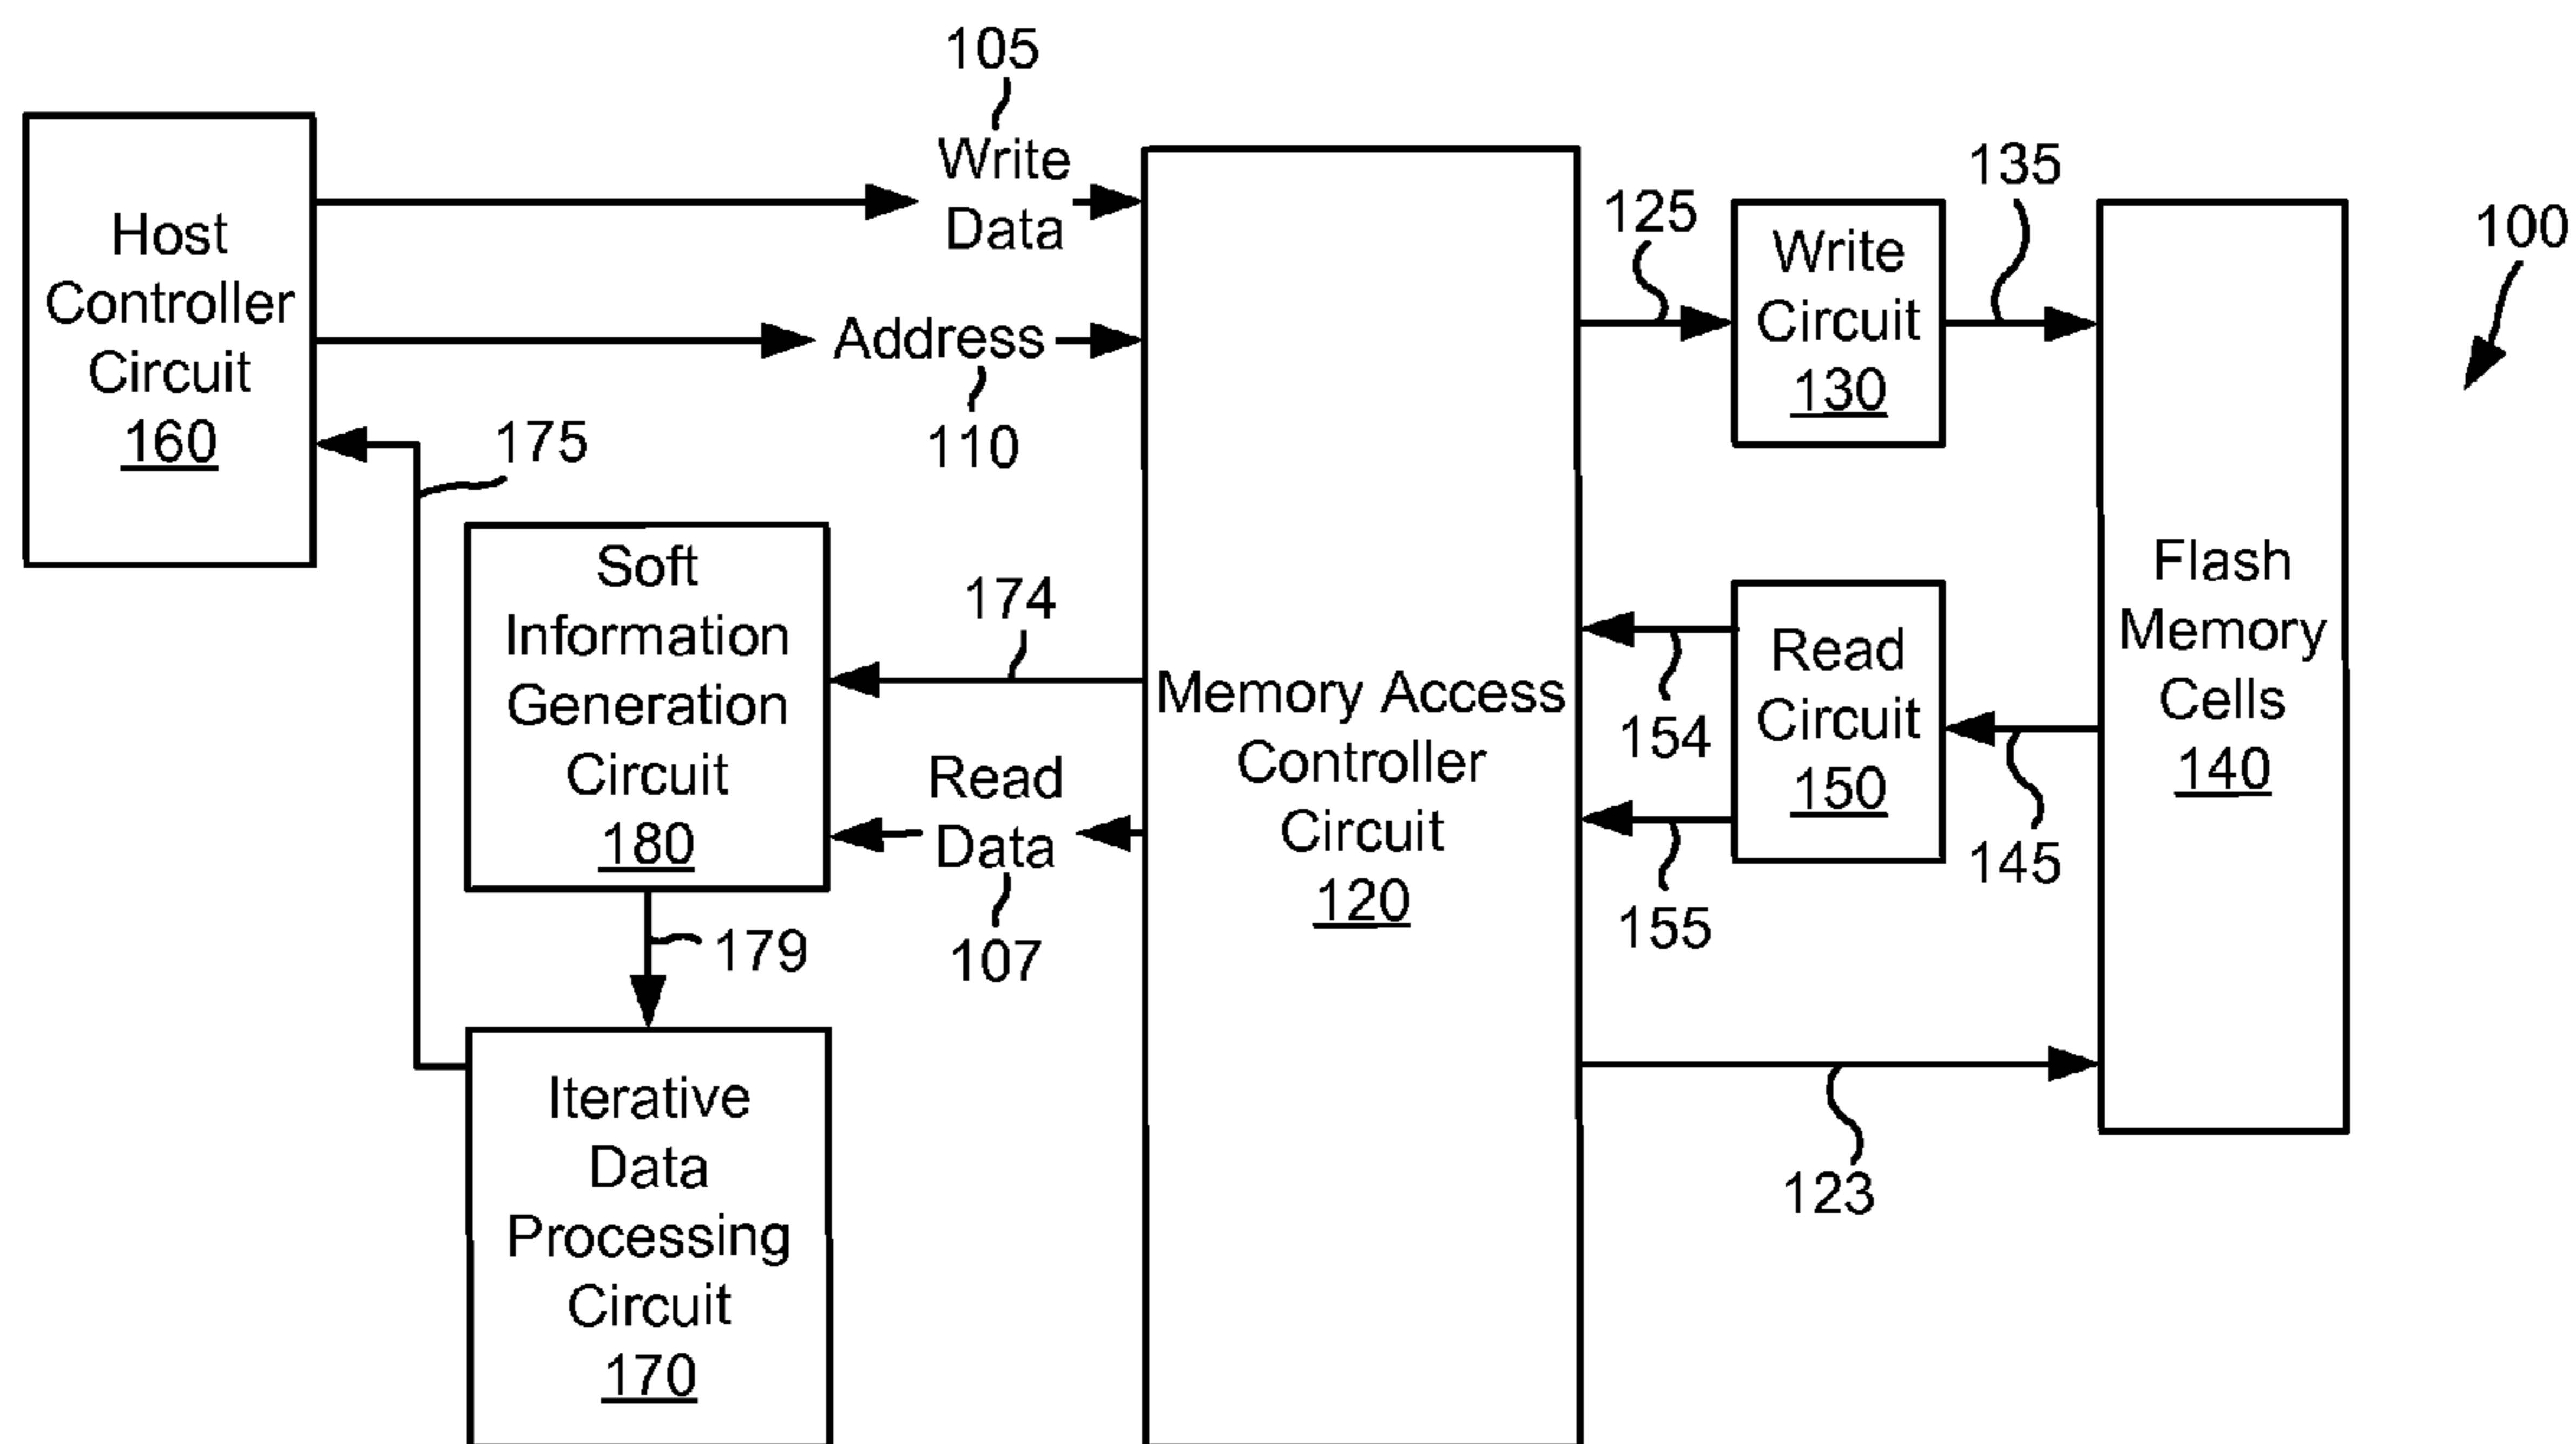 105
Write
Data
Host
Controller
Circuit
160
Address
110
175
125
Write
Circuit
130
135
100
Soft
Information
Generation
Circuit
180
174
Read
Data
107
179
Memory Access
Controller
Circuit
120
154
155
Read
Circuit
150
145
Flash
Memory
Cells
140
123
Iterative
Data
Processing
Circuit
170